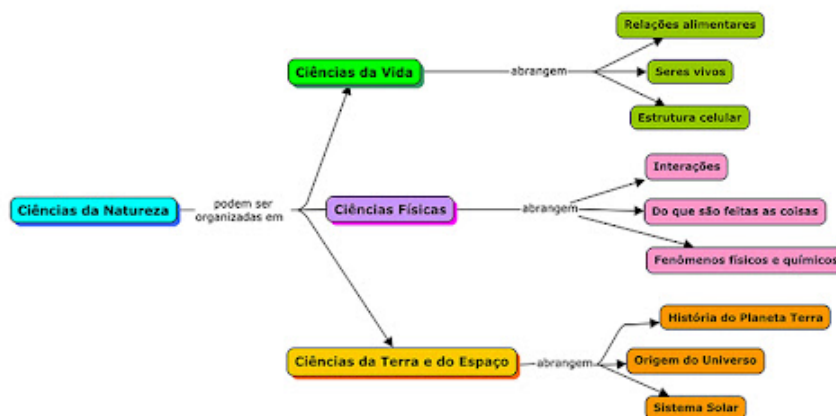 Ciências da Natureza
podem ser
organizadas em
Ciências da Vida
abrangem
Relações alimentares
Seres vivos
Estrutura celular
Ciências Físicas
abrangem
Interações
Do que são feitas as coisas
Fenômenos físicos e químicos
Ciências da Terra e do Espaço
abrangem
História do Planeta Terra
Origem do Universo
Sistema Solar